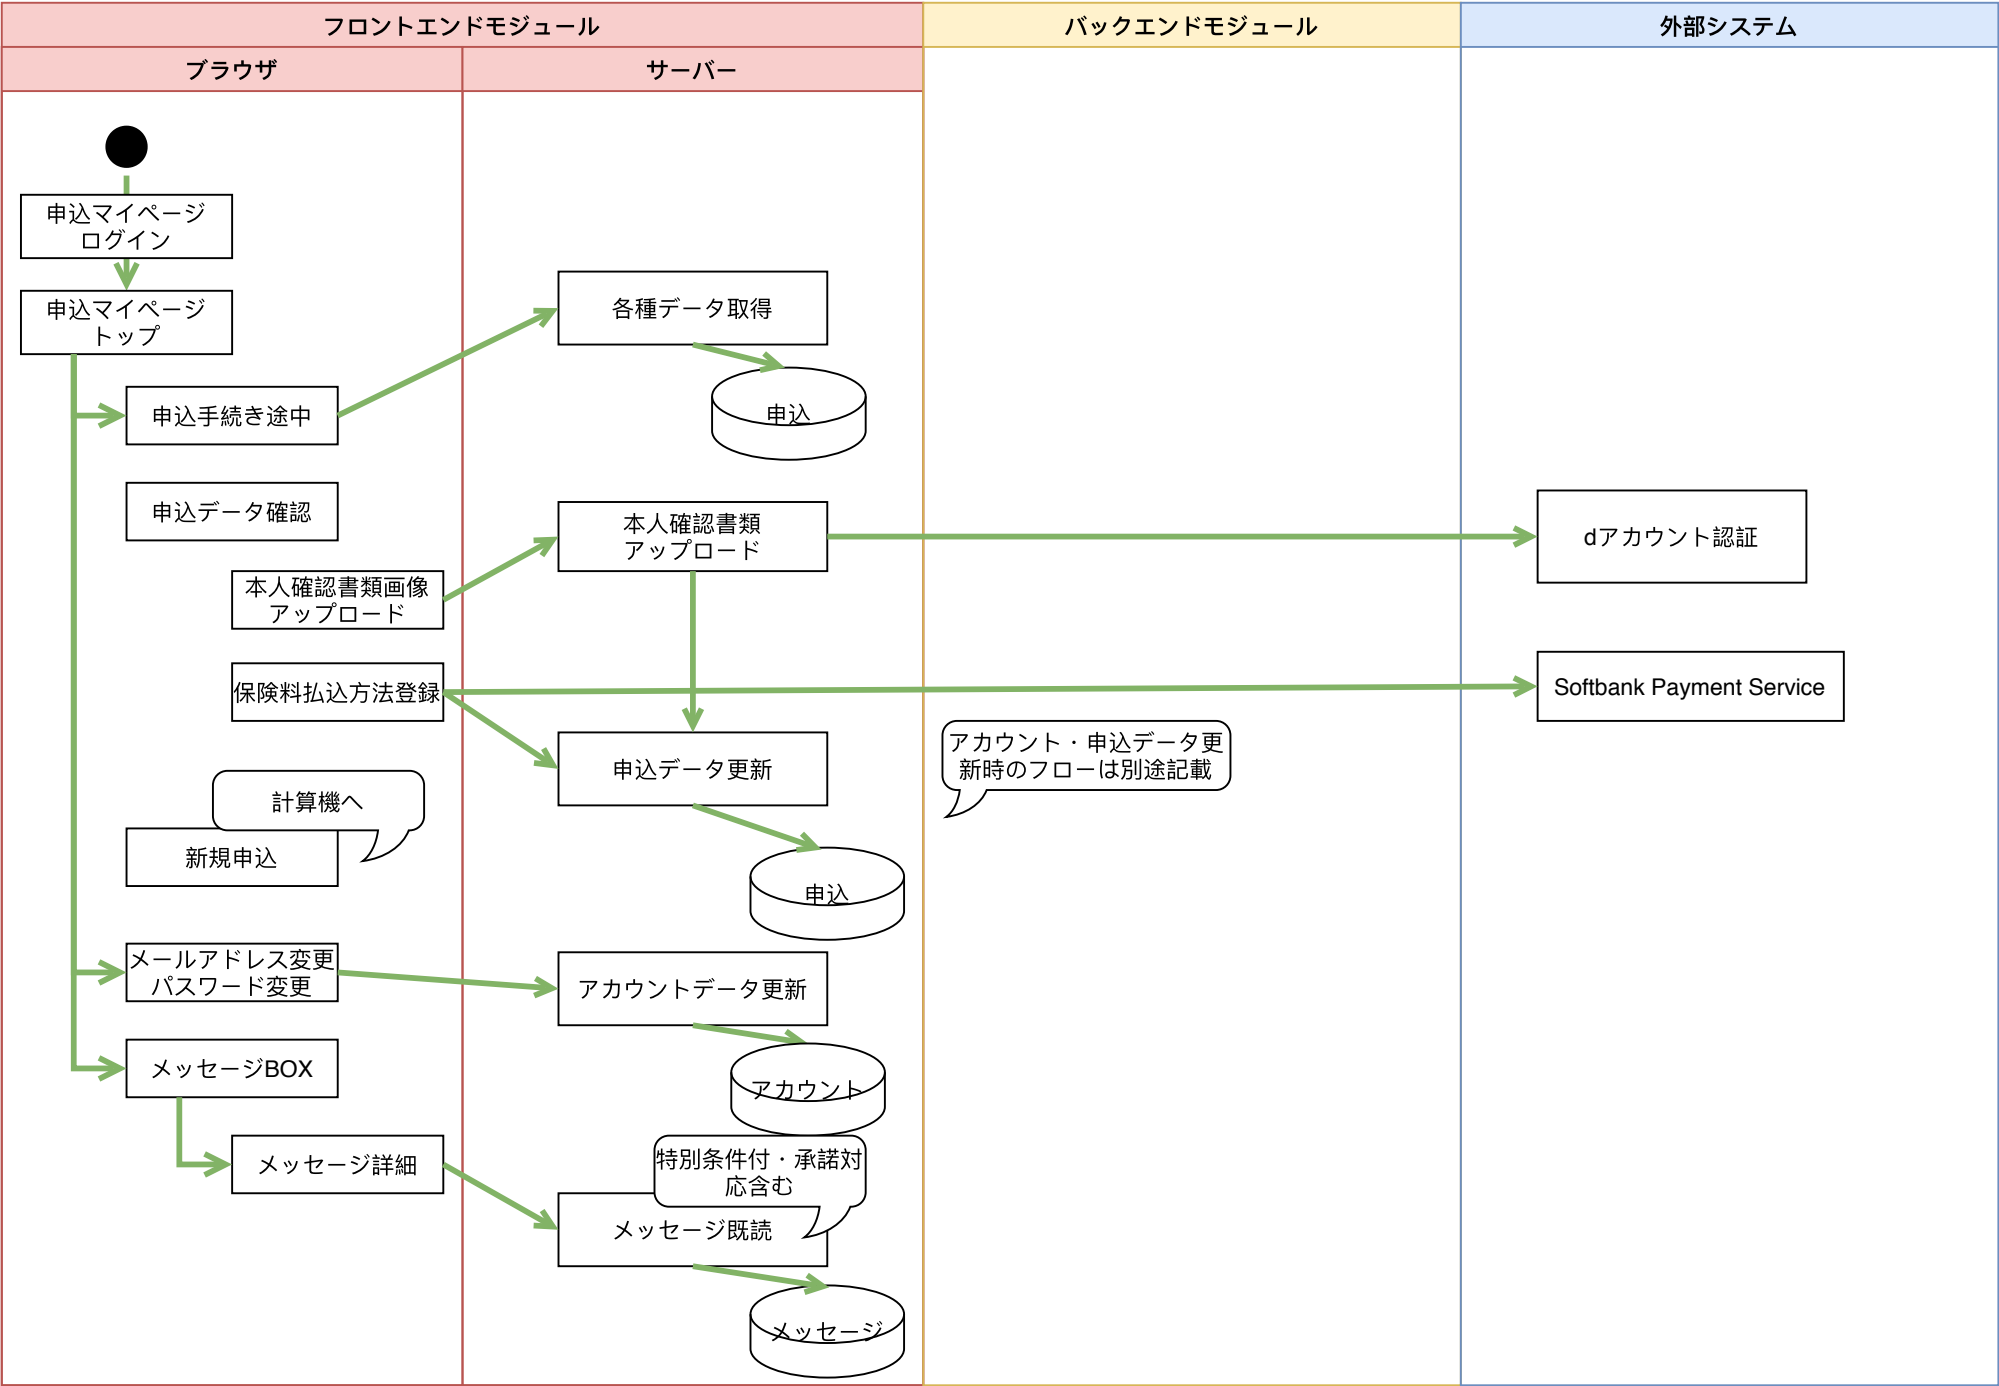 フロントエンドモジュール
バックエンドモジュール
外部システム
ブラウザ
サーバー
申込マイページ
ログイン
申込マイページ
トップ
各種データ取得
申込手続き途中
申込
申込データ確認
本人確認書類
アップロード
dアカウント認証
本人確認書類画像
アップロード
保険料払込方法登録
Softbank Payment Service
申込データ更新
アカウント・申込データ更
新時のフローは別途記載
計算機へ
新規申込
申込
メールアドレス変更
パスワード変更
アカウントデータ更新
メッセージBOX
アカウント
メッセージ詳細
特別条件付・承諾対
応含む
メッセージ既読
メッセージ